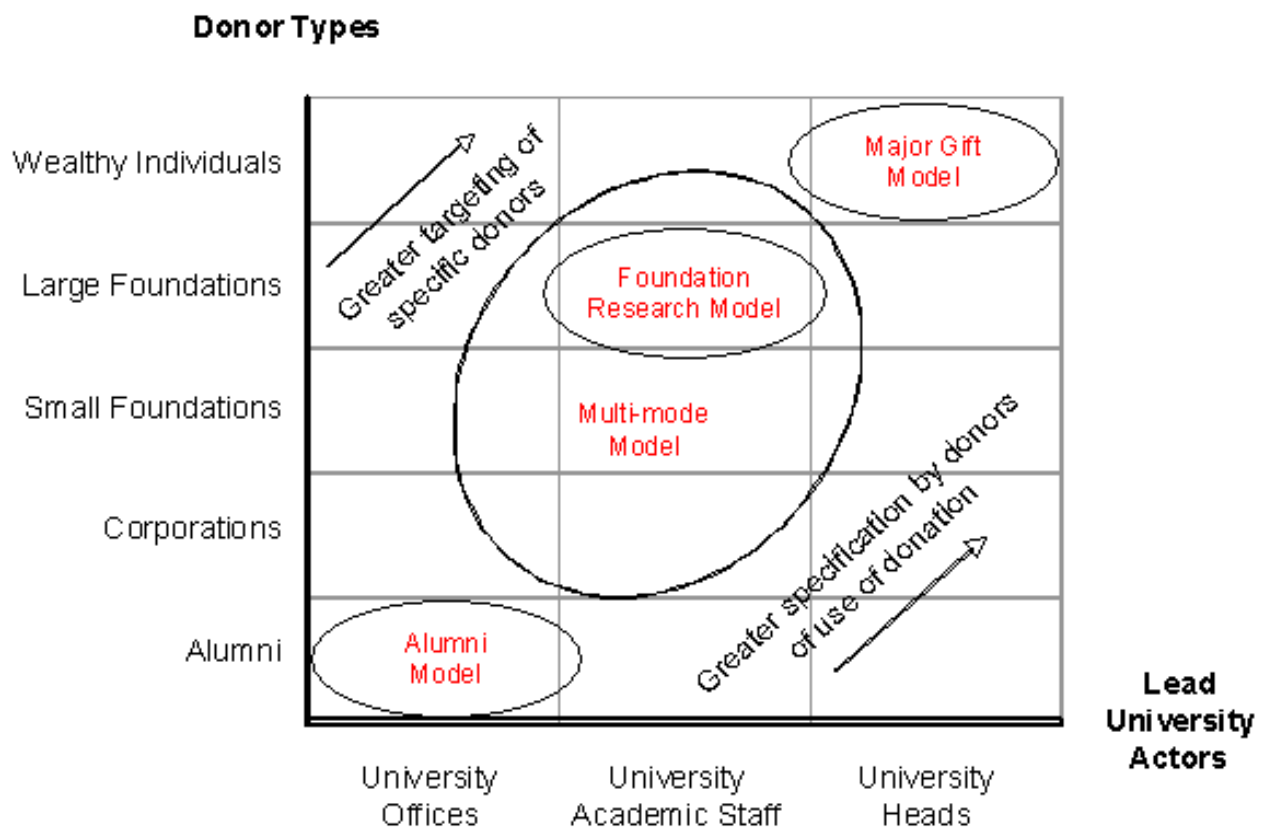 Donor Types
Wealthy Individuals
Large Foundations
Small Foundations
Corporations
Alumni
Greater targeting of
specific donors
Major Gift
Model
Foundation
Research Model
Multi-mode
Model
Alumni
Model
Greater specification by donors
of use of donation
University
Offices
University
Academic Staff
University
Heads
Lead
University
Actors